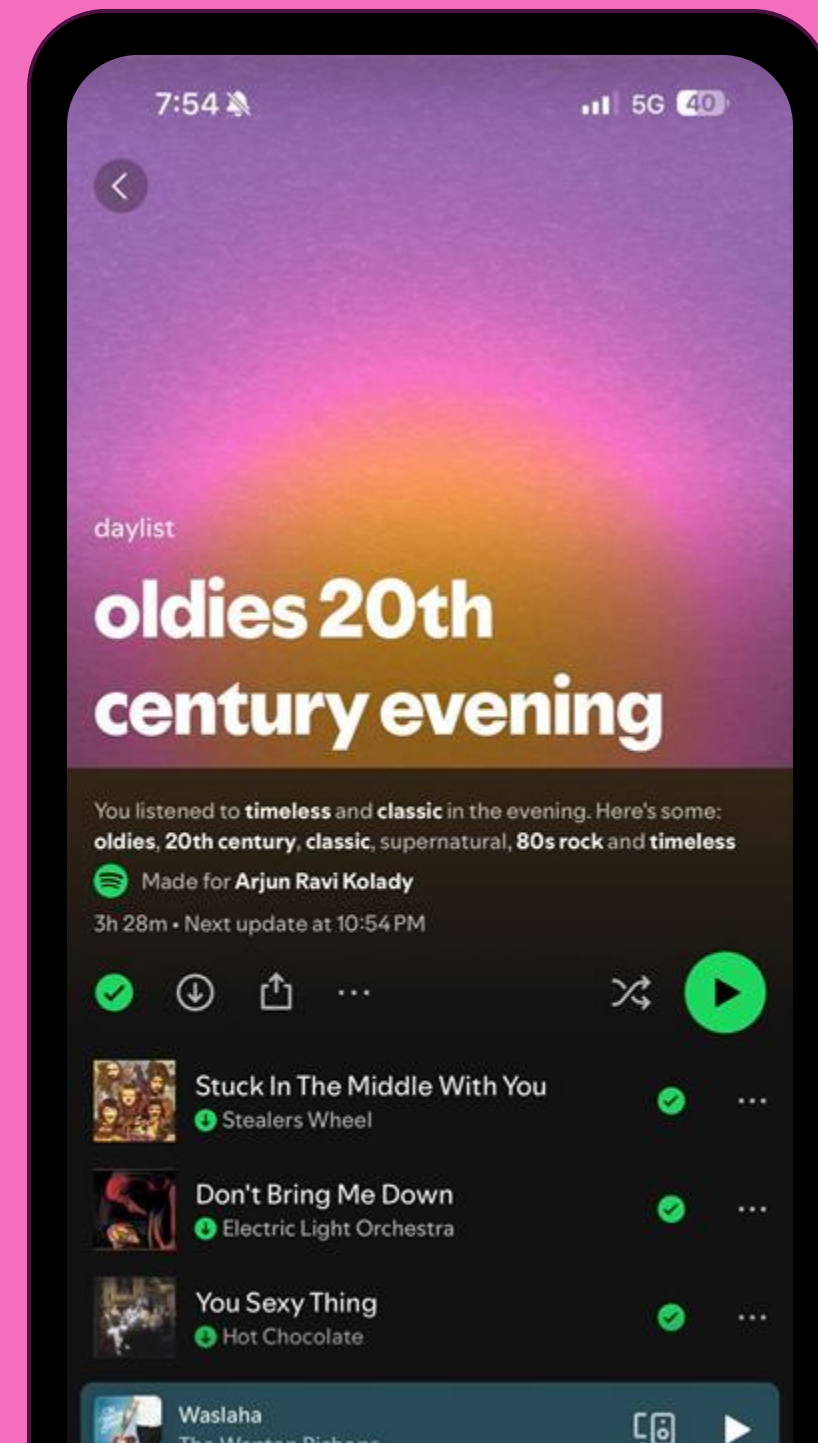 7:54
5G 40
daylist
oldies 20th
century evening
You listened to timeless and classic in the evening. Here's some:
oldies, 20th century, classic, supernatural, 80s rock and timeless
Made for Arjun Ravi Kolady
3h 28m • Next update at 10:54 PM
Stuck In The Middle With You
Stealers Wheel
Don't Bring Me Down
Electric Light Orchestra
You Sexy Thing
Hot Chocolate
Waslaha
The Wanton Bishops